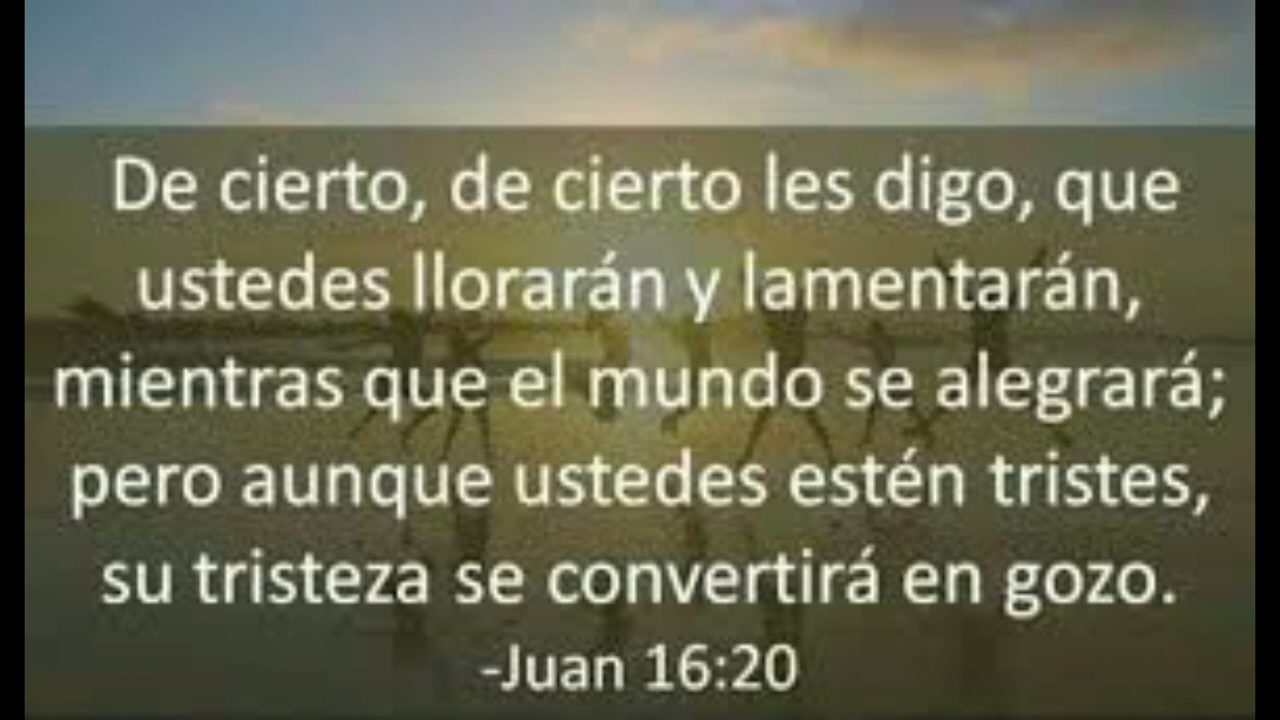 De cierto, de cierto les digo, que
ustedes llorarán y lamentarán,
mientras que el mundo se alegrará;
pero aunque ustedes estén tristes,
su tristeza se convertirá en gozo.
-Juan 16:20